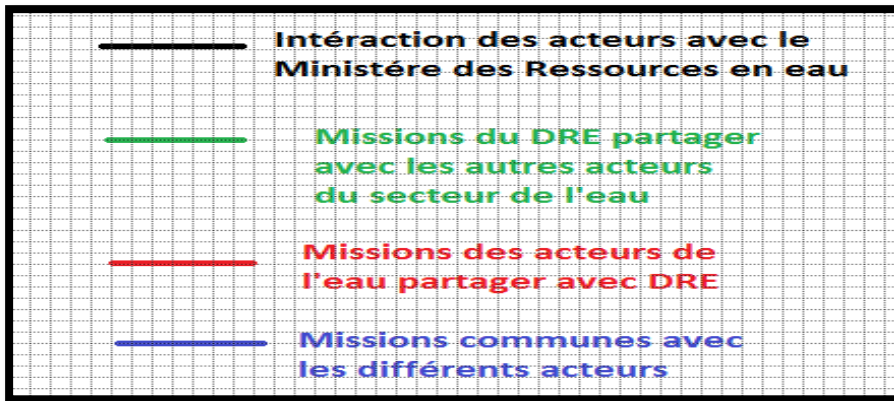 Intéraction des acteurs avec le
Ministére des Ressources en eau
Missions du DRE partager
avec les autres acteurs
du secteur de l'eau
Missions des acteurs de
l'eau partager avec DRE
Missions communes avec
les différents acteurs